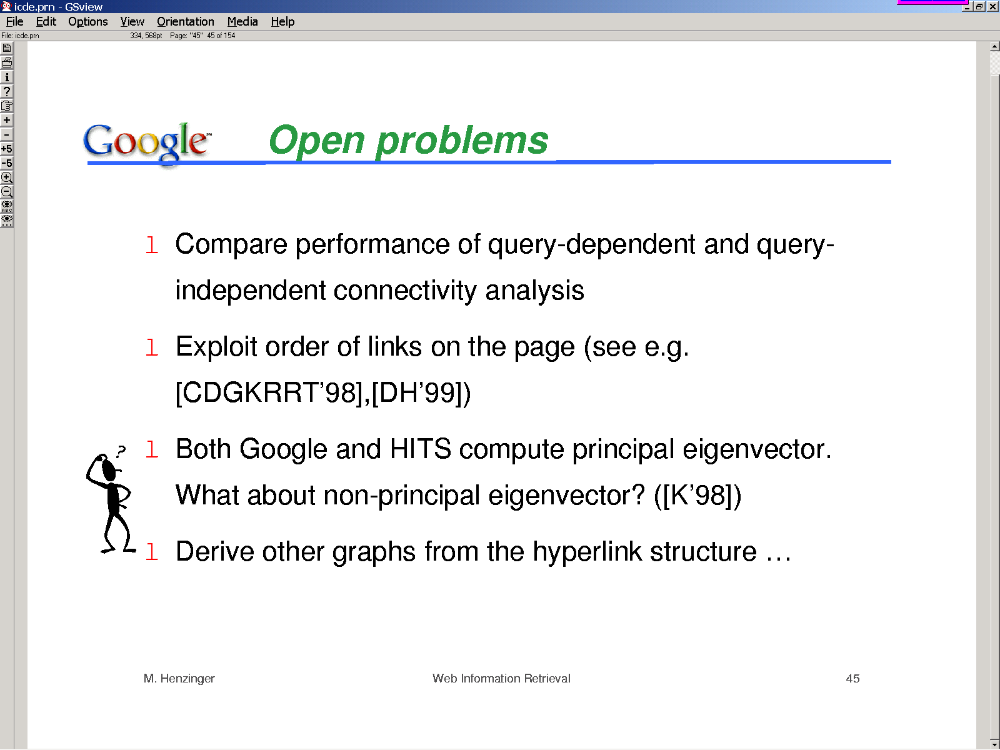 icde.prn - GSview
File Edit Options View Orientation Media Help
File: icde.prn 334, 568pt Page: "45" 45 of 154
i
?
+
-
+5
-5
ABC
Google™ Open problems
l Compare performance of query-dependent and query-
independent connectivity analysis
l Exploit order of links on the page (see e.g.
[CDGKRRT’98],[DH’99])
? l Both Google and HITS compute principal eigenvector.
What about non-principal eigenvector? ([K’98])
l Derive other graphs from the hyperlink structure …
M. Henzinger Web Information Retrieval 45